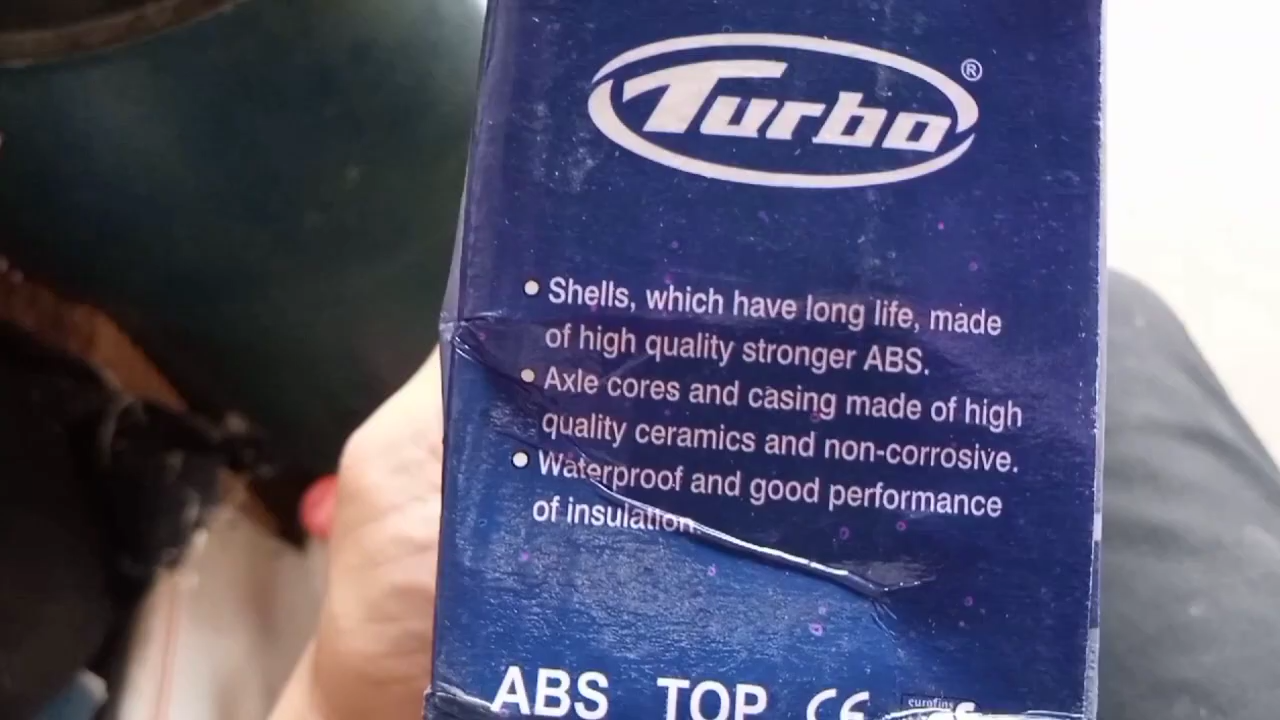 Turbo ®
• Shells, which have long life, made
of high quality stronger ABS.
• Axle cores and casing made of high
quality ceramics and non-corrosive.
• Waterproof and good performance
of insulation.
ABS TOP CE eurofins